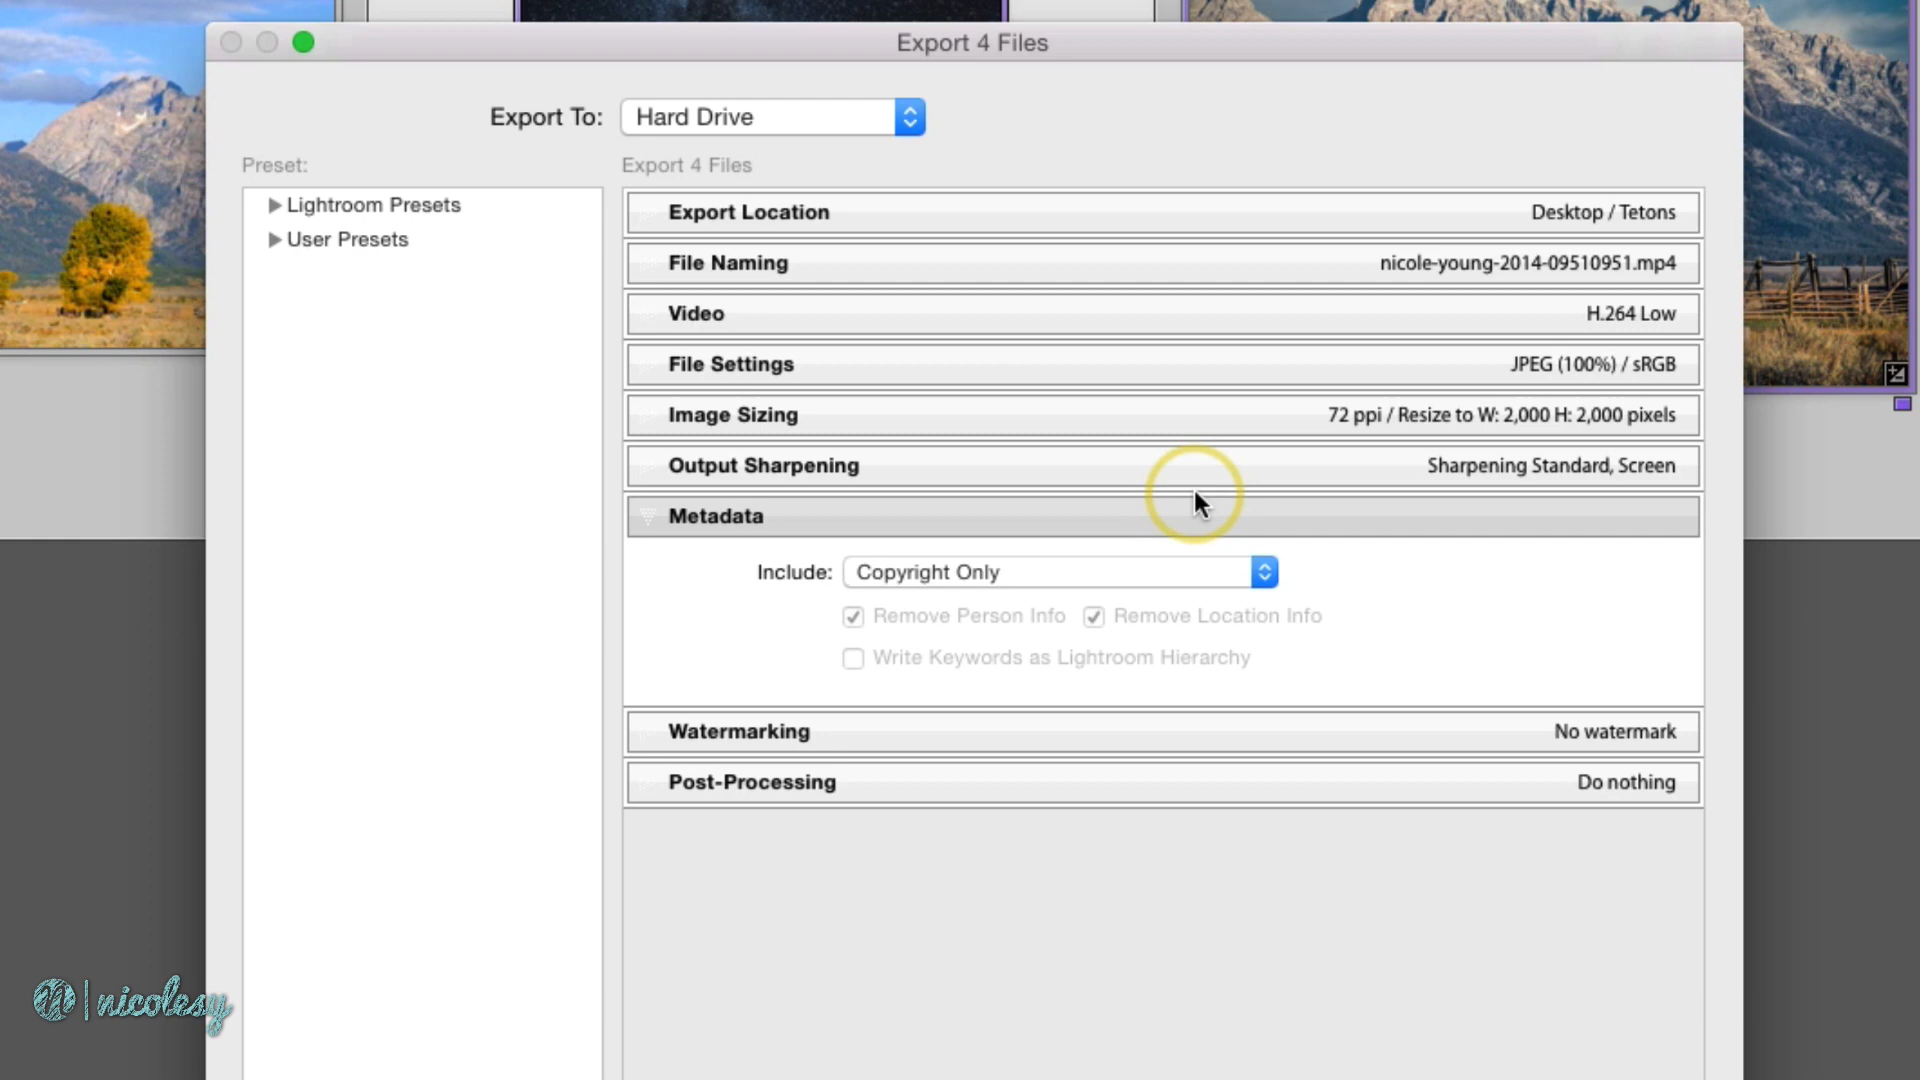 Export 4 Files
Export To: Hard Drive
Preset:
Lightroom Presets
User Presets
Export 4 Files
Export Location Desktop / Tetons
File Naming nicole-young-2014-09510951.mp4
Video H.264 Low
File Settings JPEG (100%) / sRGB
Image Sizing 72 ppi / Resize to W: 2,000 H: 2,000 pixels
Output Sharpening Sharpening Standard, Screen
Metadata
Include: Copyright Only
Remove Person Info Remove Location Info
Write Keywords as Lightroom Hierarchy
Watermarking No watermark
Post-Processing Do nothing
n | nicolesy